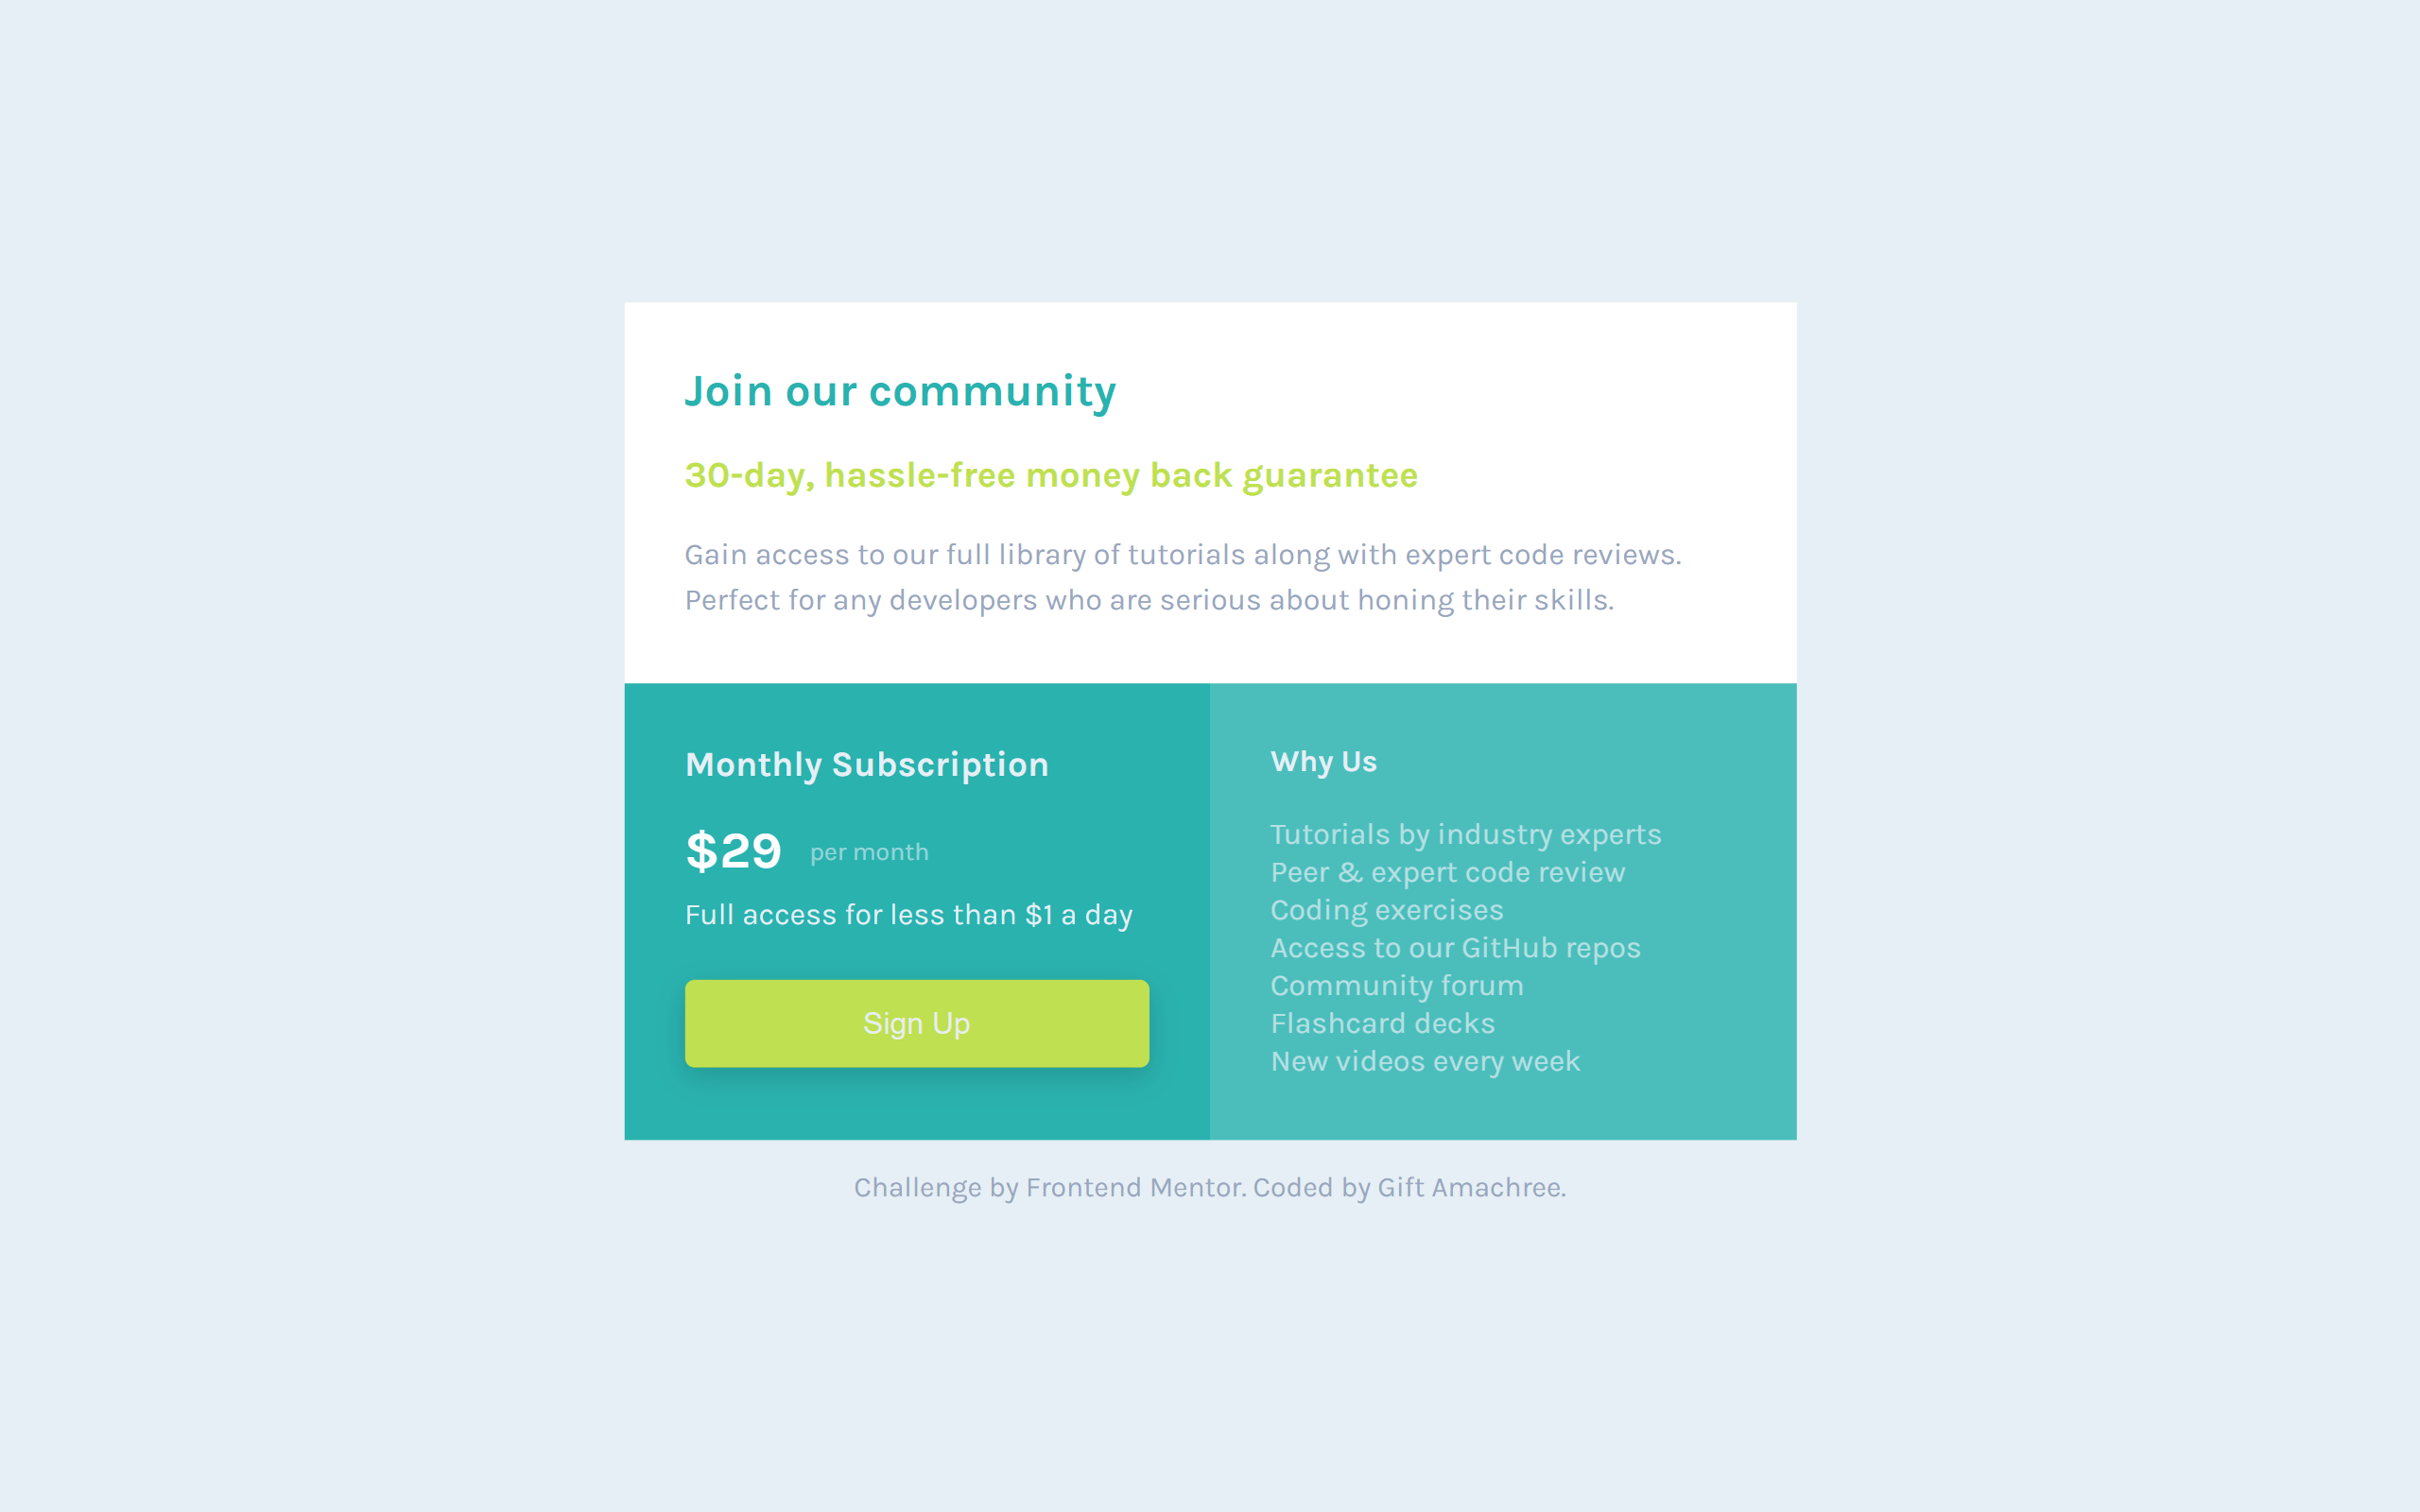 Join our community
30-day, hassle-free money back guarantee
Gain access to our full library of tutorials along with expert code reviews.
Perfect for any developers who are serious about honing their skills.
Monthly Subscription
$29 per month
Full access for less than $1 a day
Sign Up
Why Us
Tutorials by industry experts
Peer & expert code review
Coding exercises
Access to our GitHub repos
Community forum
Flashcard decks
New videos every week
Challenge by Frontend Mentor. Coded by Gift Amachree.